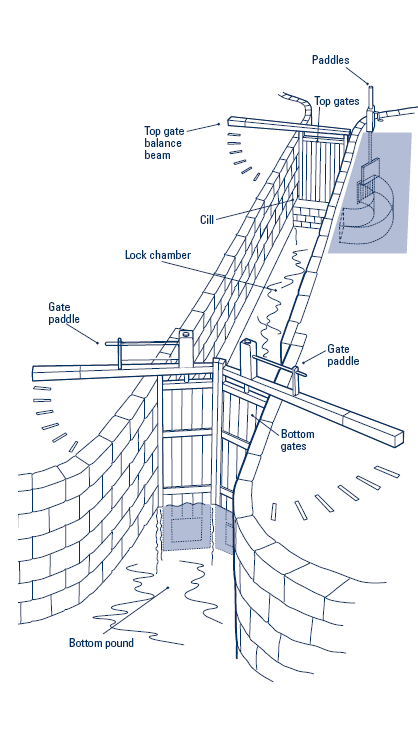 Paddles
Top gates
Top gate
balance
beam
Cill
Lock chamber
Gate
paddle
Gate
paddle
Bottom
gates
Bottom pound